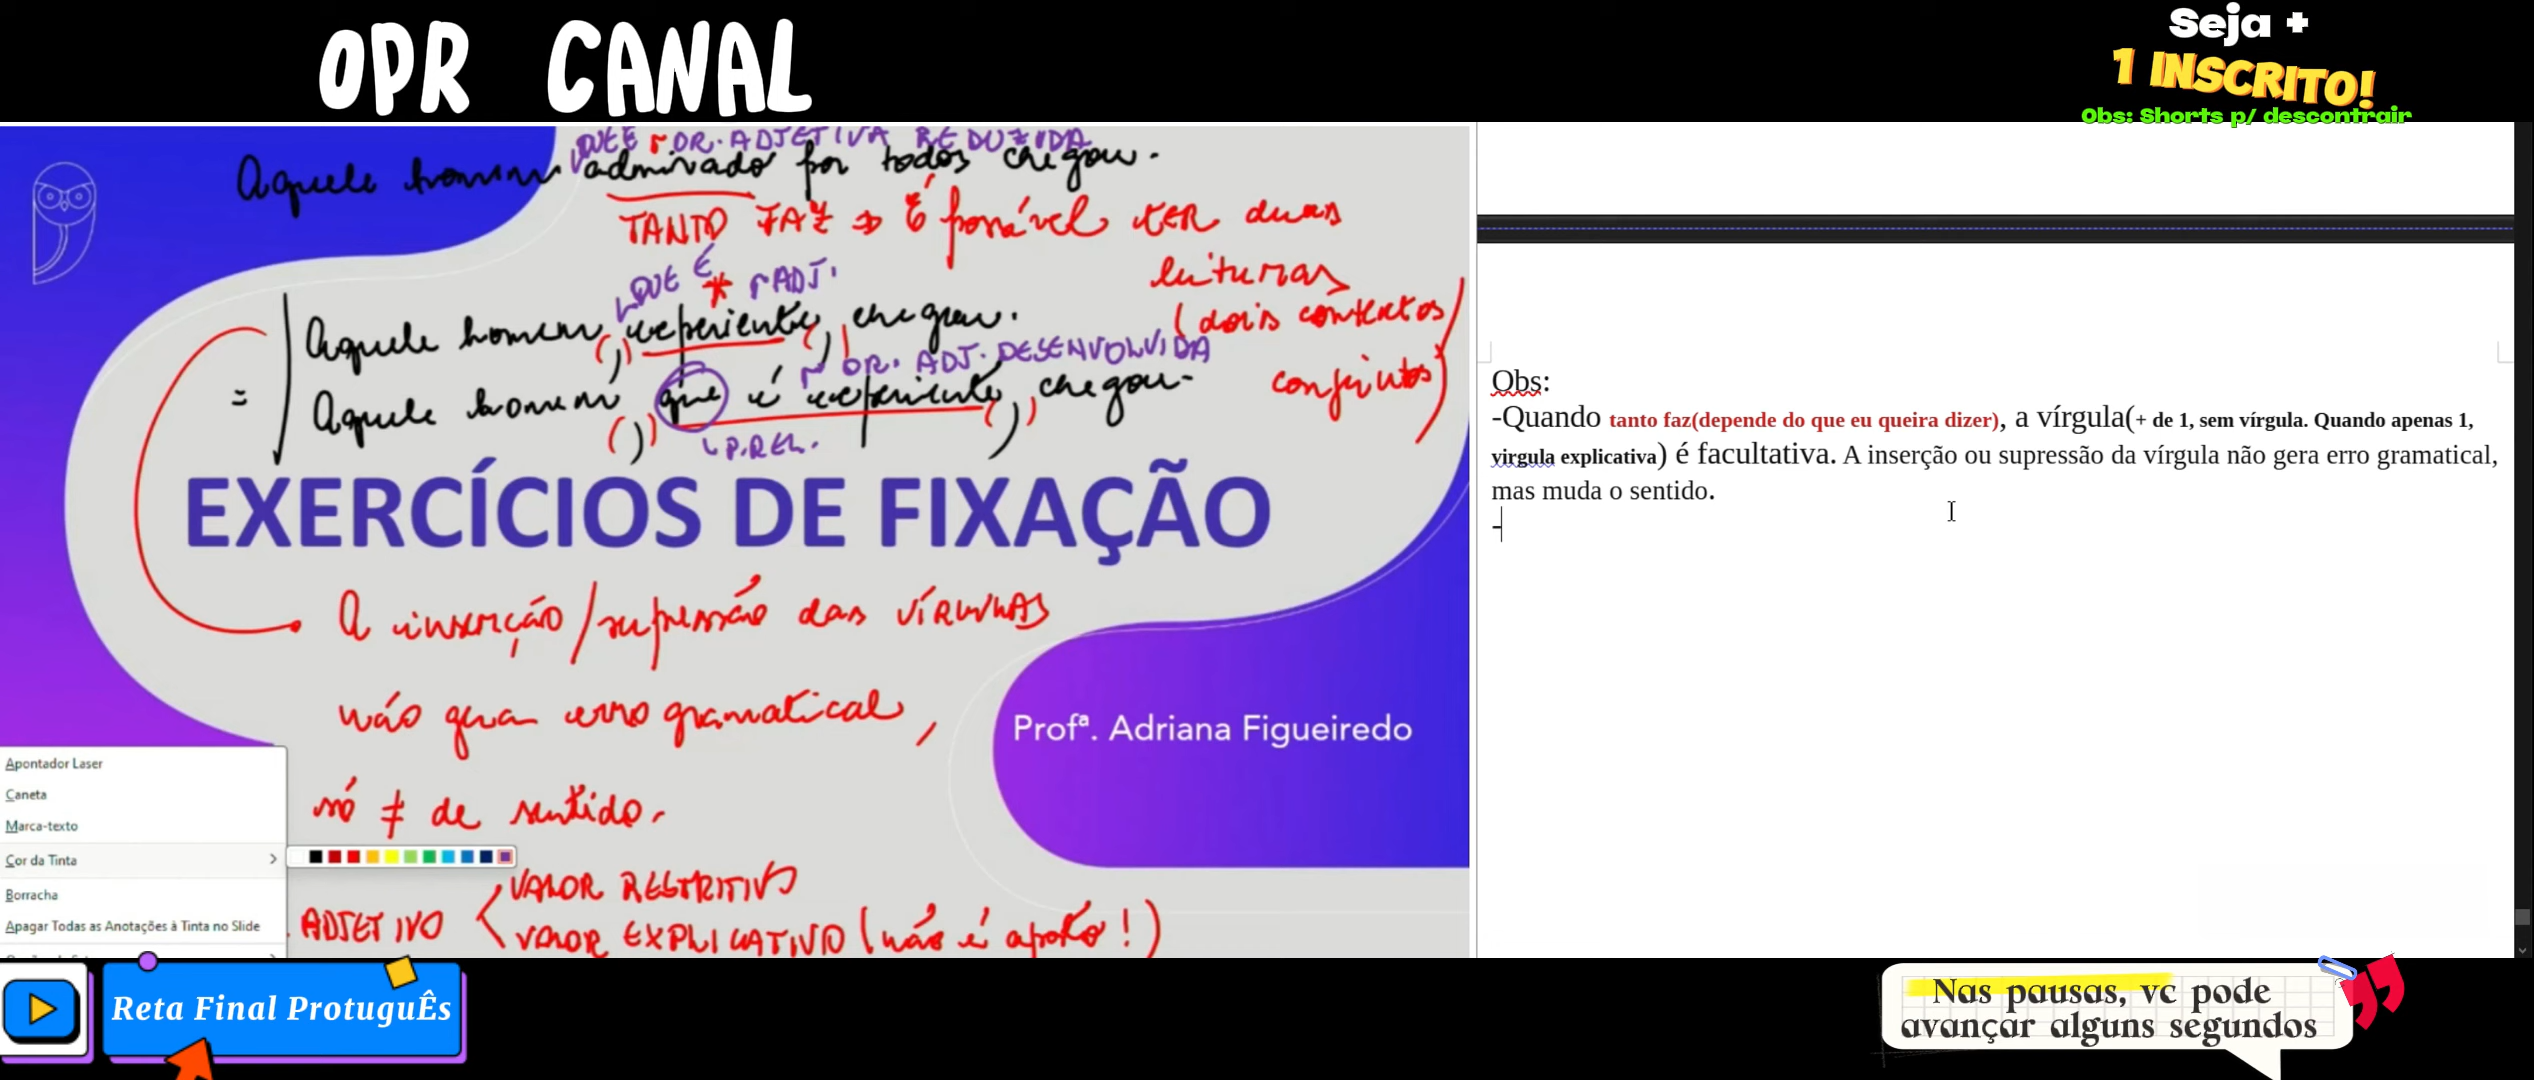 OPR CANAL
Seja +
1 INSCRITO!
Obs: Shorts p/ descontrair
QUE É OR. ADJETIVA REDUZIDA
Aquele homem admirado por todos chegou.
TANTO FAZ → É possível ter duas
leituras
(dois contextos
conjuntos)
QUE É * ADJ.
Aquele homem, experiente, chegou.
OR. ADJ. DESENVOLVIDA
= Aquele homem (,) que é experiente (,) chegou.
P. REL.
EXERCÍCIOS DE FIXAÇÃO
A inserção/supressão das VÍRGULAS
não gera erro gramatical,
só ≠ de sentido.
ADJETIVO
VALOR RESTRITIVO
VALOR EXPLICATIVO (não é aposto!)
Profª. Adriana Figueiredo
Apontador Laser
Caneta
Marca-texto
Cor da Tinta
Borracha
Apagar Todas as Anotações à Tinta no Slide
Obs:
-Quando tanto faz(depende do que eu queira dizer), a vírgula(+ de 1, sem vírgula. Quando apenas 1,
virgula explicativa) é facultativa. A inserção ou supressão da vírgula não gera erro gramatical,
mas muda o sentido.
-
Reta Final ProtuguÊs
Nas pausas, vc pode
avançar alguns segundos